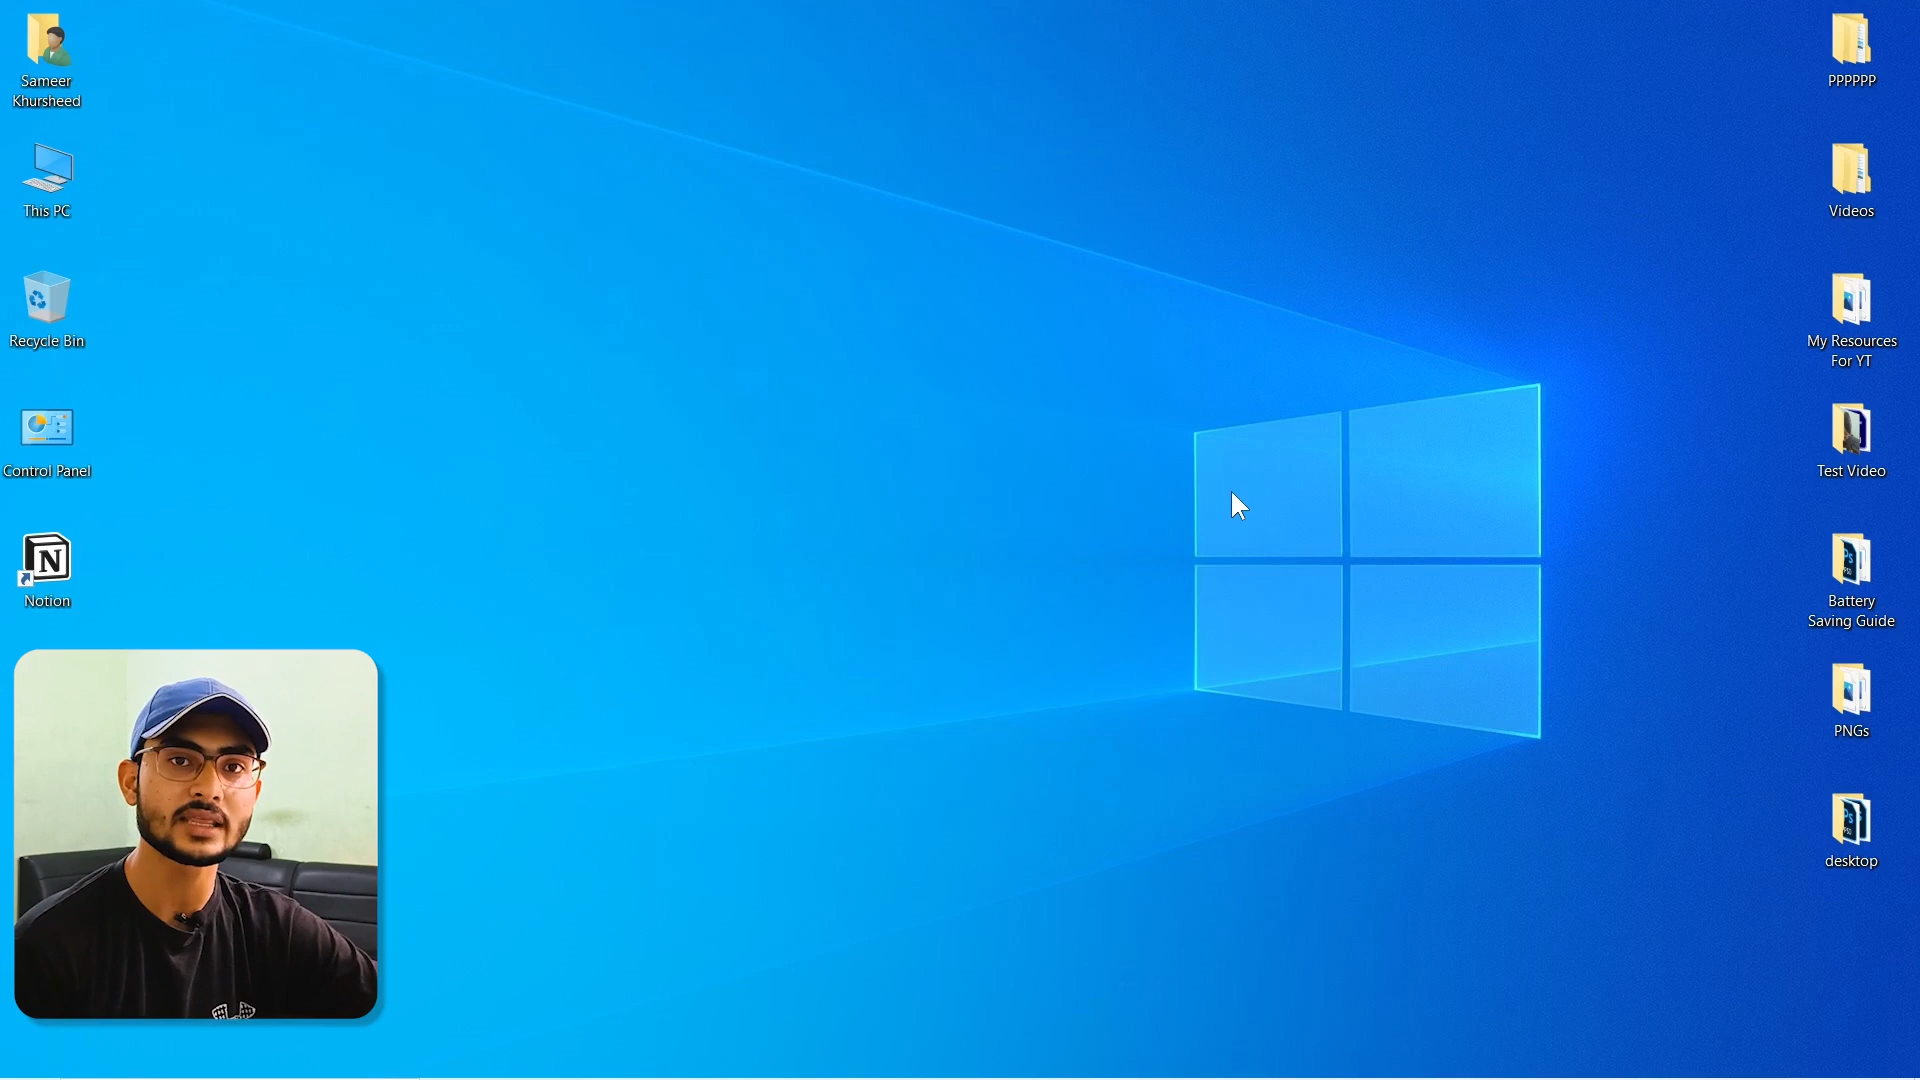 Sameer
Khursheed
This PC
Recycle Bin
Control Panel
N
Notion
PPPPPP
Videos
My Resources
For YT
Test Video
Battery
Saving Guide
PNGs
desktop